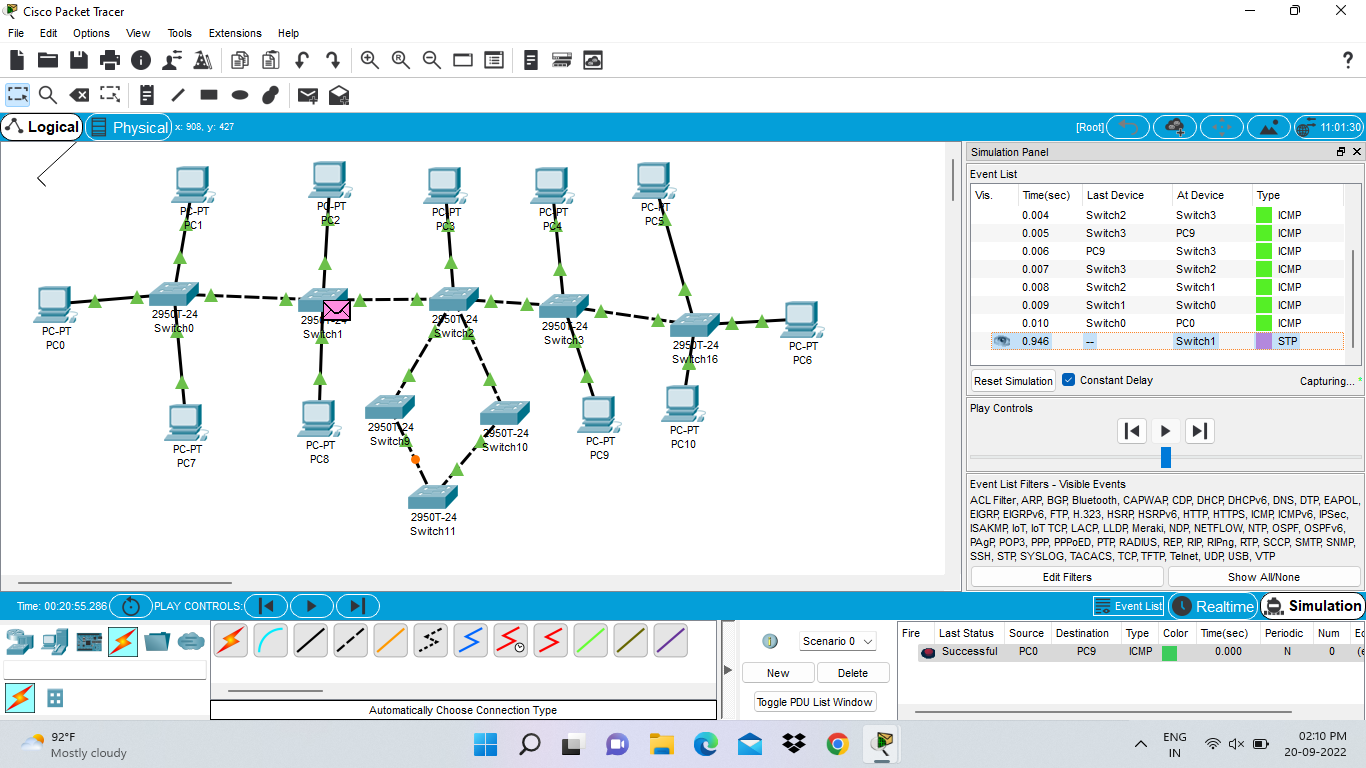 Cisco Packet Tracer
File Edit Options View Tools Extensions Help
Logical Physical x: 908, y: 427 [Root] 11:01:30
Simulation Panel
Event List
Vis. Time(sec) Last Device At Device Type
0.004 Switch2 Switch3 ICMP
0.005 Switch3 PC9 ICMP
0.006 PC9 Switch3 ICMP
0.007 Switch3 Switch2 ICMP
0.008 Switch2 Switch1 ICMP
0.009 Switch1 Switch0 ICMP
0.010 Switch0 PC0 ICMP
0.946 -- Switch1 STP
Reset Simulation Constant Delay Capturing... *
Play Controls
Event List Filters - Visible Events
ACL Filter, ARP, BGP, Bluetooth, CAPWAP, CDP, DHCP, DHCPv6, DNS, DTP, EAPOL,
EIGRP, EIGRPv6, FTP, H.323, HSRP, HSRPv6, HTTP, HTTPS, ICMP, ICMPv6, IPSec,
ISAKMP, IoT, IoT TCP, LACP, LLDP, Meraki, NDP, NETFLOW, NTP, OSPF, OSPFv6,
PAgP, POP3, PPP, PPPoED, PTP, RADIUS, REP, RIP, RIPng, RTP, SCCP, SMTP, SNMP,
SSH, STP, SYSLOG, TACACS, TCP, TFTP, Telnet, UDP, USB, VTP
Edit Filters Show All/None
PC-PT
PC1
PC-PT
PC2
PC-PT
PC3
PC-PT
PC4
PC-PT
PC5
PC-PT
PC0
2950T-24
Switch0
2950T-24
Switch1
2950T-24
Switch2
2950T-24
Switch3
2950T-24
Switch16
PC-PT
PC6
PC-PT
PC7
PC-PT
PC8
2950T-24
Switch9
2950T-24
Switch10
PC-PT
PC9
PC-PT
PC10
2950T-24
Switch11
Time: 00:20:55.286 PLAY CONTROLS: Event List Realtime Simulation
Automatically Choose Connection Type
Scenario 0
New Delete
Toggle PDU List Window
Fire Last Status Source Destination Type Color Time(sec) Periodic Num Ec
Successful PC0 PC9 ICMP 0.000 N 0 (e
92°F
Mostly cloudy
ENG
IN
02:10 PM
20-09-2022